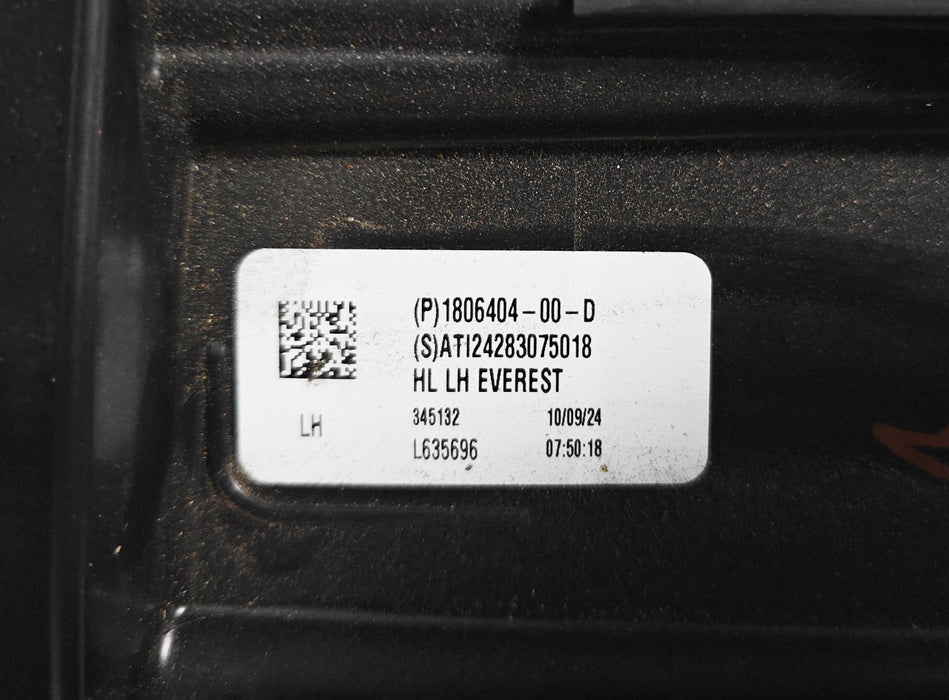 (P)1806404-00-D
(S)ATI24283075018
HL LH EVEREST
345132 10/09/24
LH
L635696 07:50:18